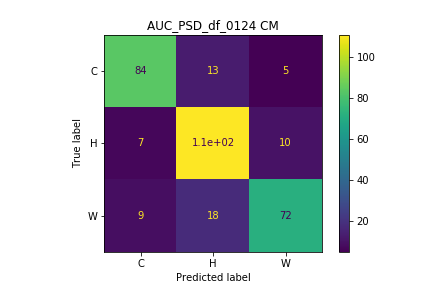 AUC_PSD_df_0124 CM
C 84 13 5 100
H 7 1.1e+02 10 80
W 9 18 72 60
40
20
C H W
True label
Predicted label